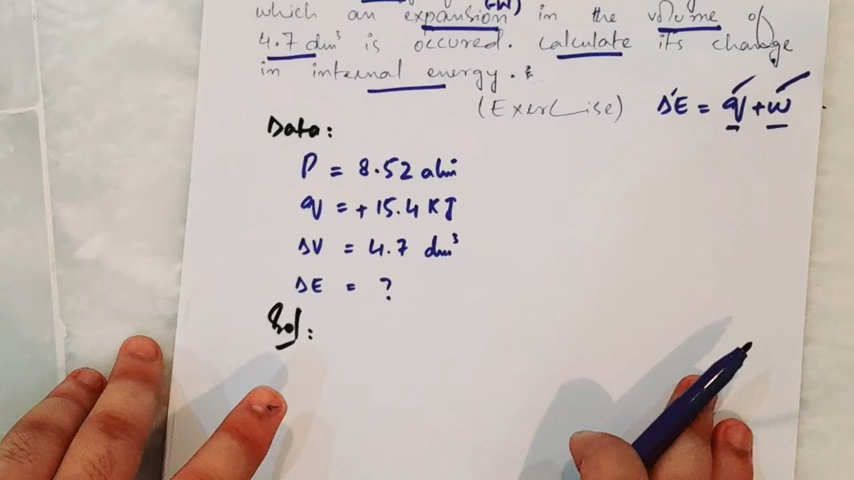 which an expansion (-W) in the volume of
4.7 dm³ is occured. Calculate its change
in internal energy.
(Exercise) ΔE = q + w
Data:
P = 8.52 atm
q = + 15.4 KJ
ΔV = 4.7 dm³
ΔE = ?
Sol: